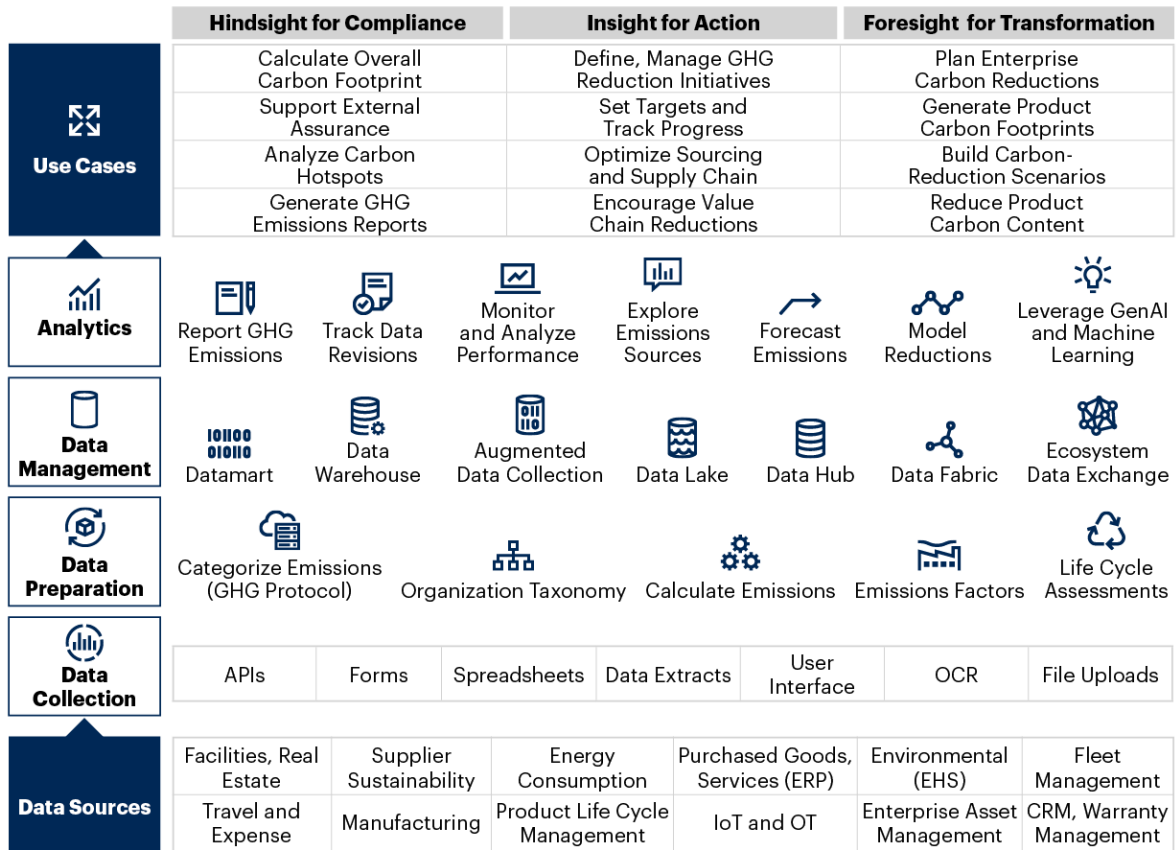 Hindsight for Compliance
Insight for Action
Foresight for Transformation
Use Cases
Calculate Overall
Carbon Footprint
Define, Manage GHG
Reduction Initiatives
Plan Enterprise
Carbon Reductions
Support External
Assurance
Set Targets and
Track Progress
Generate Product
Carbon Footprints
Analyze Carbon
Hotspots
Optimize Sourcing
and Supply Chain
Build Carbon-
Reduction Scenarios
Generate GHG
Emissions Reports
Encourage Value
Chain Reductions
Reduce Product
Carbon Content
Analytics
Report GHG
Emissions
Track Data
Revisions
Monitor
and Analyze
Performance
Explore
Emissions
Sources
Forecast
Emissions
Model
Reductions
Leverage GenAI
and Machine
Learning
Data
Management
10100
01010
Datamart
Data
Warehouse
011
110
Augmented
Data Collection
Data Lake
Data Hub
Data Fabric
Ecosystem
Data Exchange
Data
Preparation
Categorize Emissions
(GHG Protocol)
Organization Taxonomy
Calculate Emissions
Emissions Factors
Life Cycle
Assessments
Data
Collection
APIs
Forms
Spreadsheets
Data Extracts
User
Interface
OCR
File Uploads
Data Sources
Facilities, Real
Estate
Supplier
Sustainability
Energy
Consumption
Purchased Goods,
Services (ERP)
Environmental
(EHS)
Fleet
Management
Travel and
Expense
Manufacturing
Product Life Cycle
Management
IoT and OT
Enterprise Asset
Management
CRM, Warranty
Management